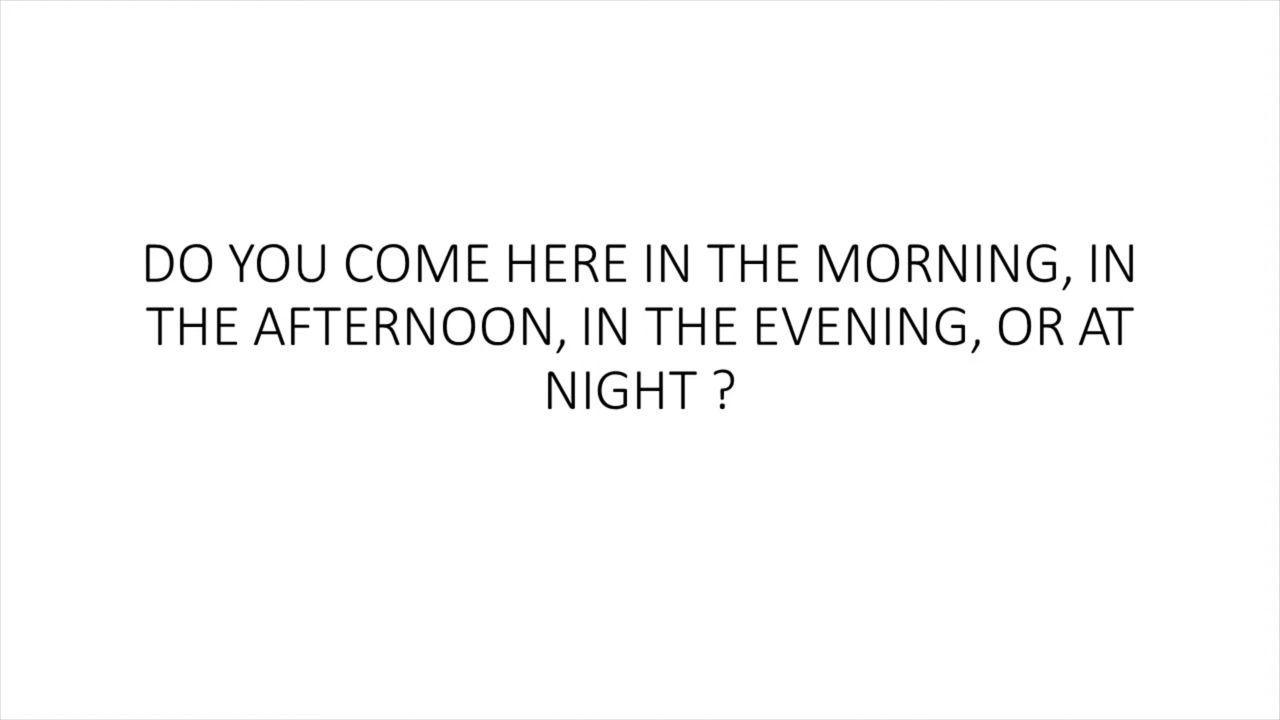 DO YOU COME HERE IN THE MORNING, IN
THE AFTERNOON, IN THE EVENING, OR AT
NIGHT ?